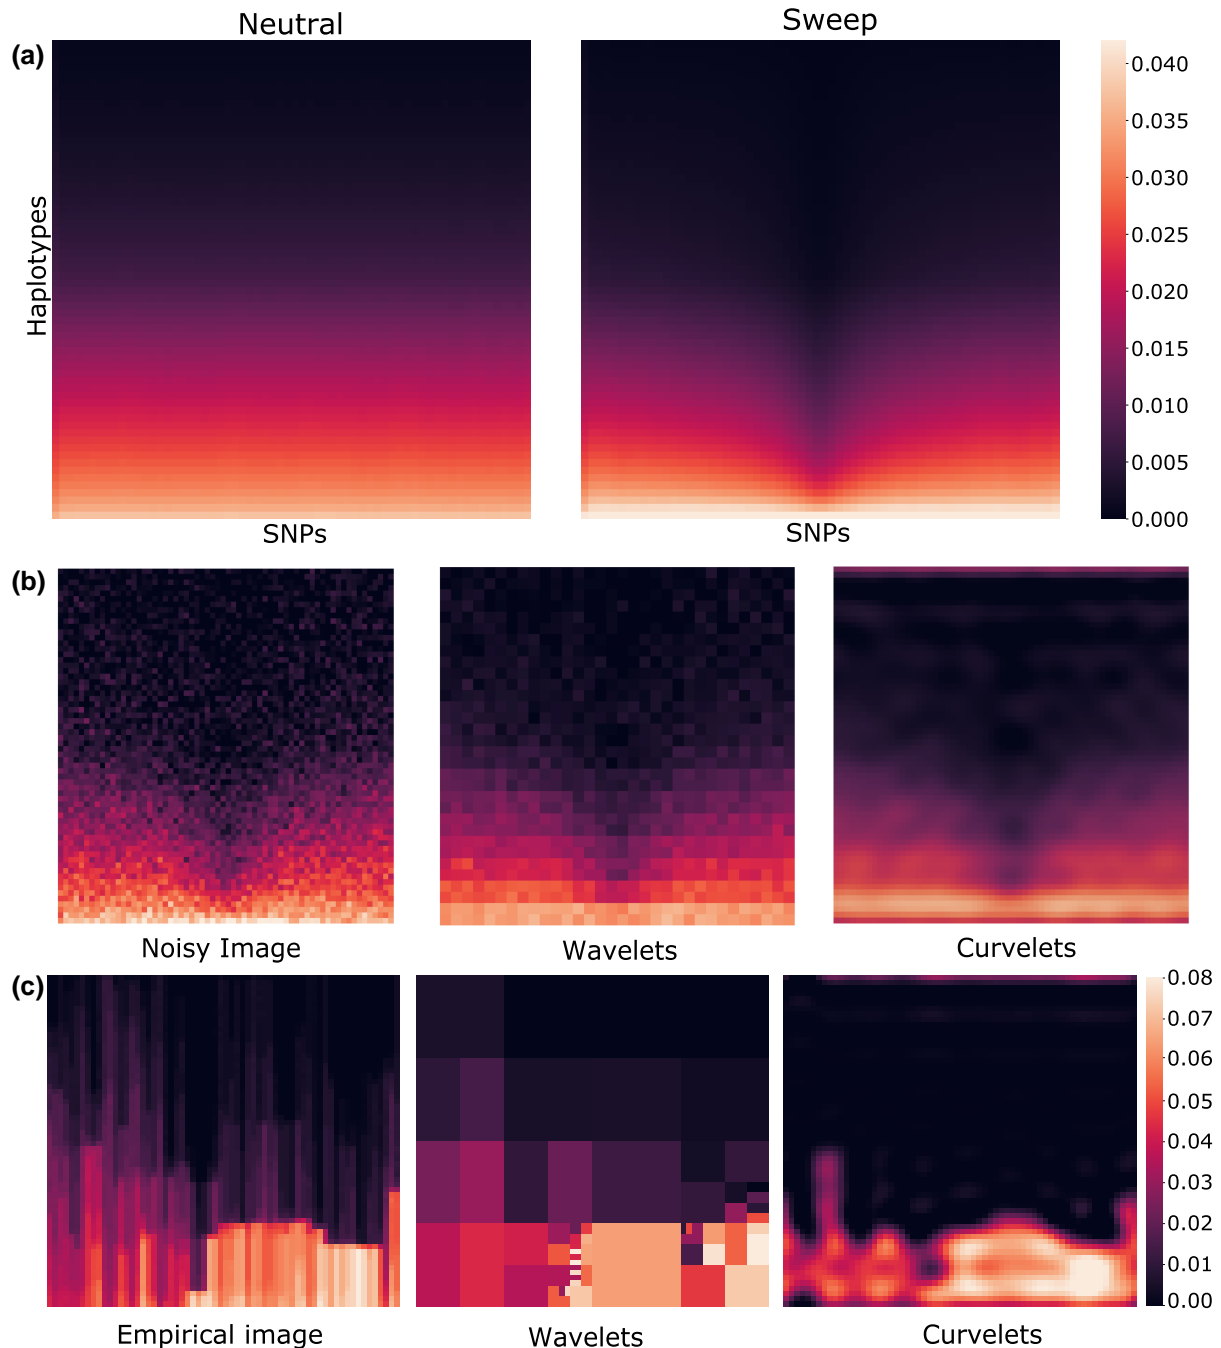 Neutral
Sweep
(a)
Haplotypes
SNPs
SNPs
0.040
0.035
0.030
0.025
0.020
0.015
0.010
0.005
0.000
(b)
Noisy Image
Wavelets
Curvelets
(c)
0.08
0.07
0.06
0.05
0.04
0.03
0.02
0.01
0.00
Empirical image
Wavelets
Curvelets